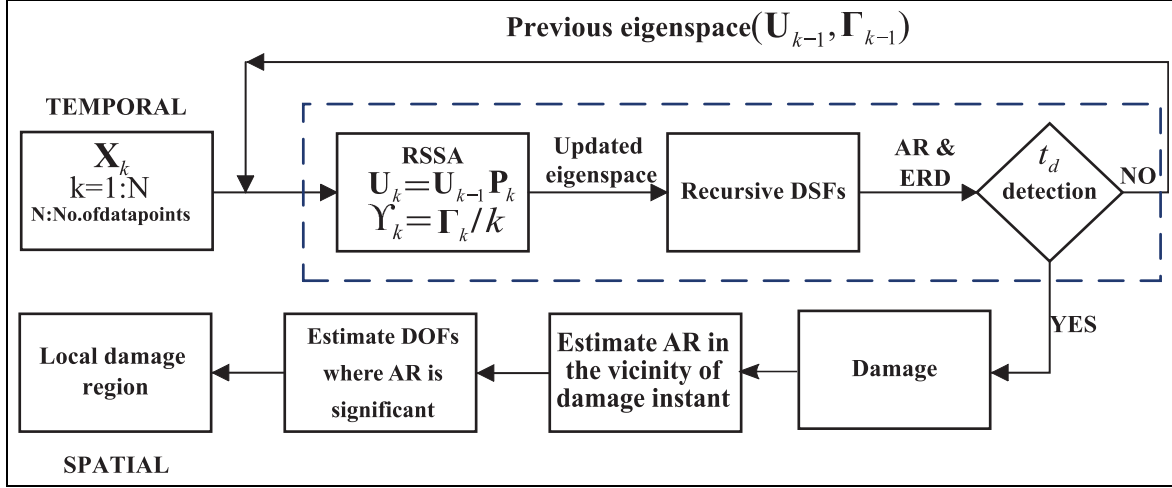 Previous eigenspace(U_{k−1}, Γ_{k−1})
TEMPORAL
X_k
k=1:N
N:No.ofdatapoints
RSSA
U_k=U_{k−1}P_k
ϒ_k=Γ_k/k
Updated
eigenspace
Recursive DSFs
AR &
ERD
t_d
detection
NO
YES
Local damage
region
Estimate DOFs
where AR is
significant
Estimate AR in
the vicinity of
damage instant
Damage
SPATIAL